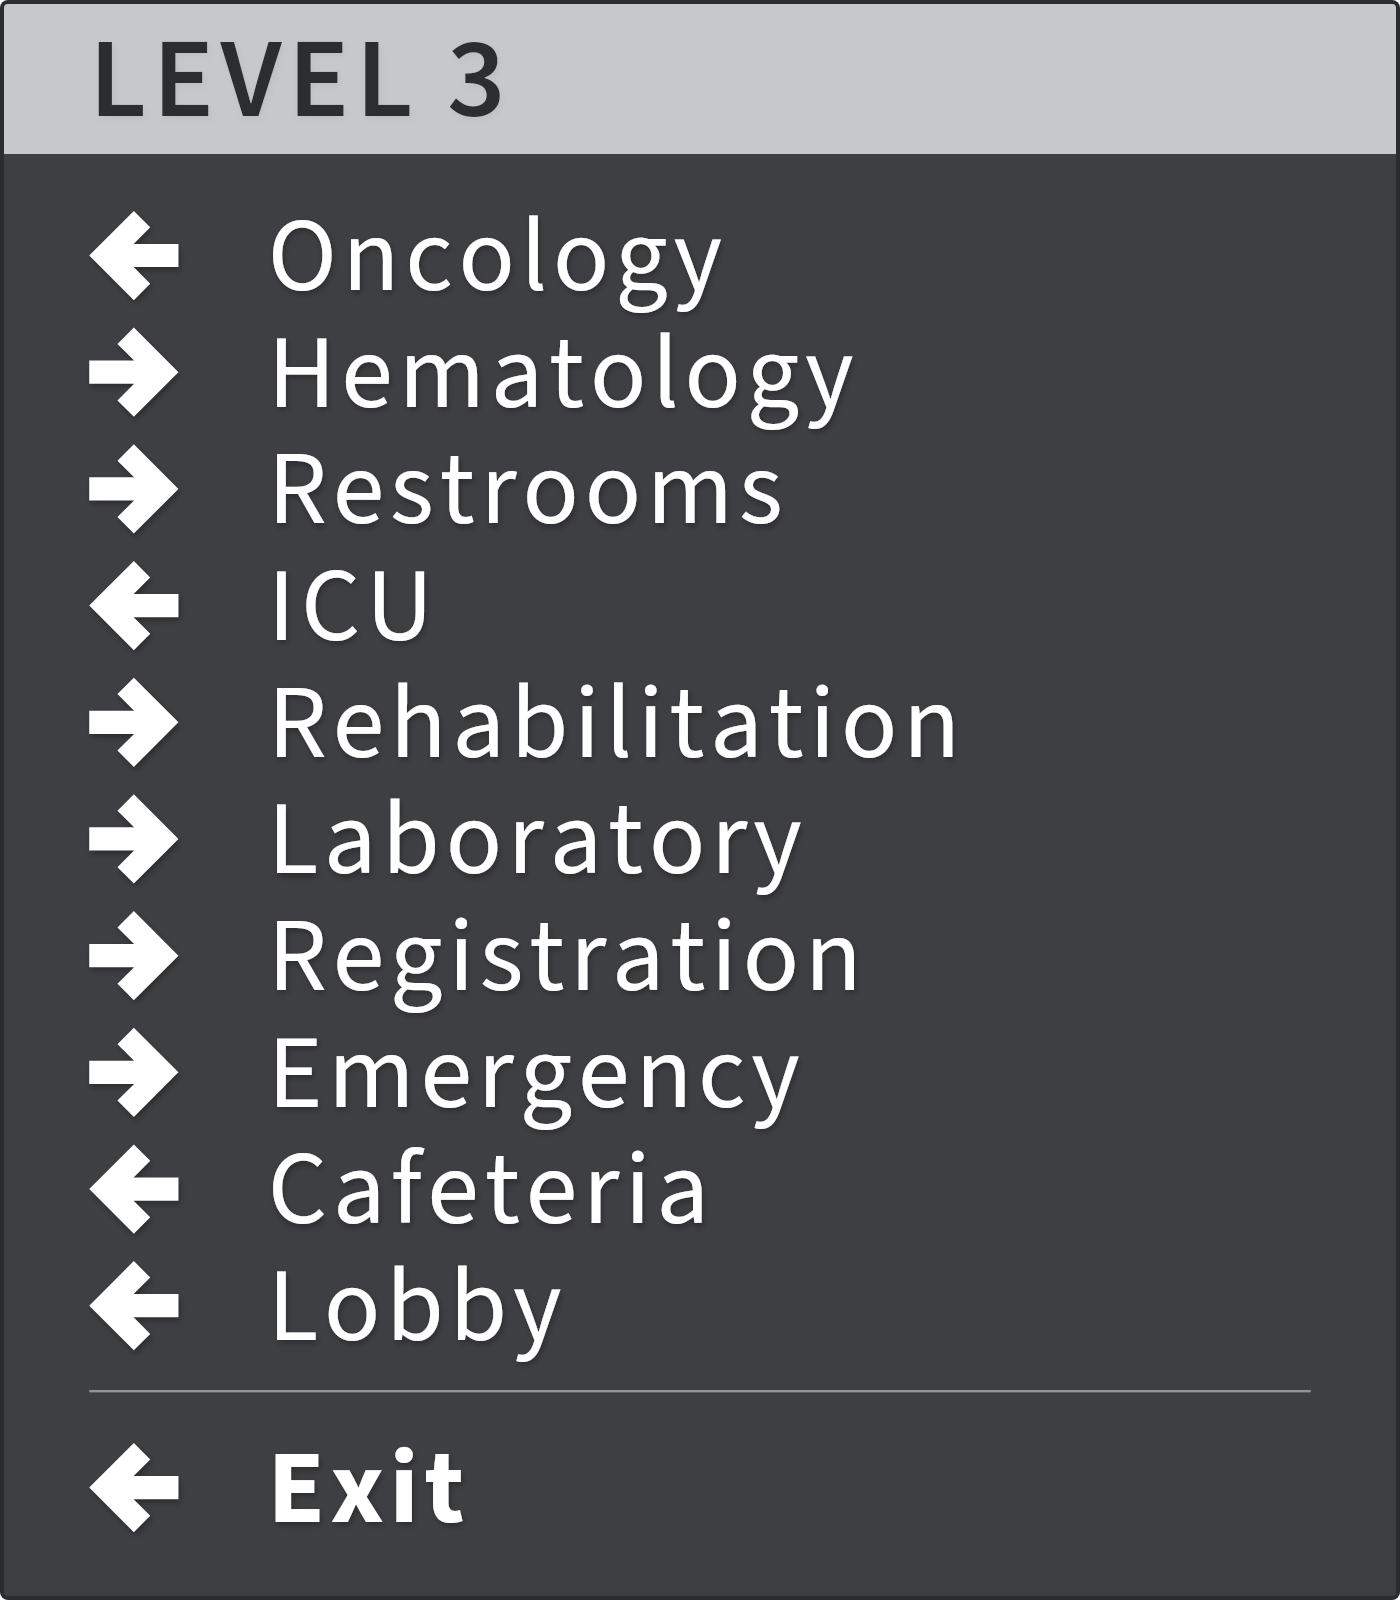 LEVEL 3
Oncology
Hematology
Restrooms
ICU
Rehabilitation
Laboratory
Registration
Emergency
Cafeteria
Lobby
Exit